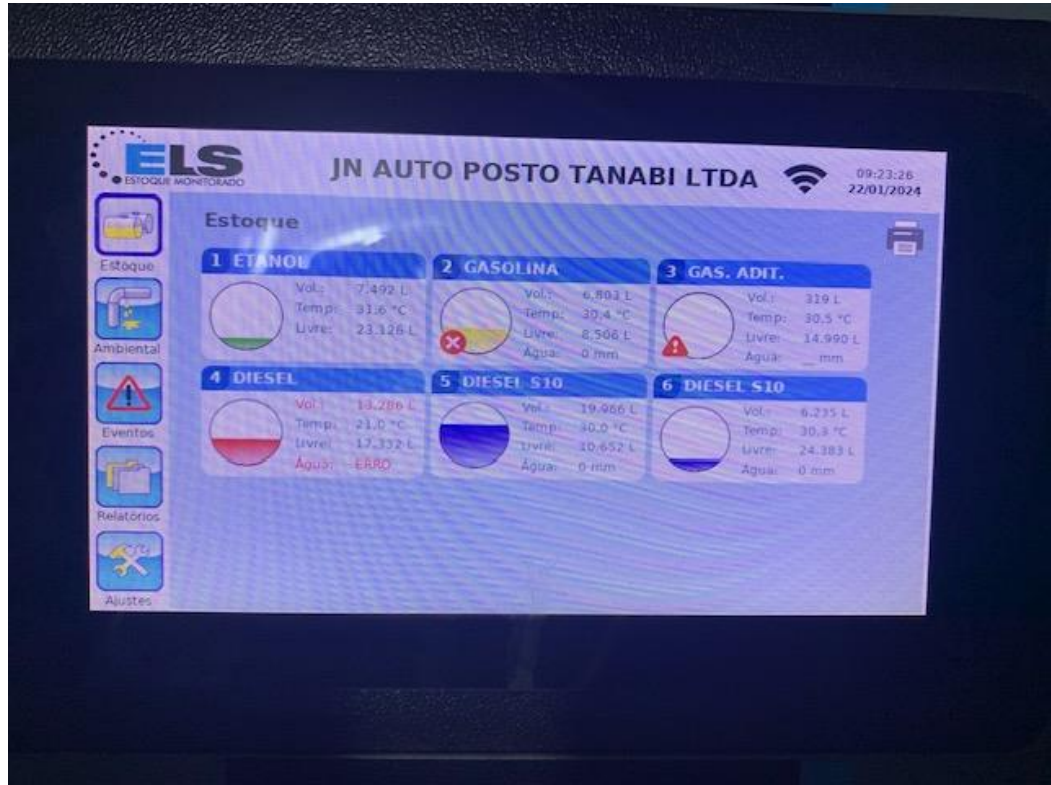 ELS
ESTOQUE MONITORADO
JN AUTO POSTO TANABI LTDA
09:23:26
22/01/2024
Estoque
Estoque
Ambiental
Eventos
Relatórios
Ajustes
1 ETANOL
Vol.: 7.492 L
Temp: 31.6 °C
Livre: 23.126 L
2 GASOLINA
Vol.: 6.803 L
Temp: 30.4 °C
Livre: 8.506 L
Água: 0 mm
3 GAS. ADIT.
Vol.: 319 L
Temp: 30.5 °C
Livre: 14.990 L
Água: __ mm
4 DIESEL
Vol.: 13.286 L
Temp: 21.0 °C
Livre: 17.332 L
Água: ERRO
5 DIESEL S10
Vol.: 19.966 L
Temp: 30.0 °C
Livre: 10.652 L
Água: 0 mm
6 DIESEL S10
Vol.: 6.235 L
Temp: 30.3 °C
Livre: 24.383 L
Água: 0 mm